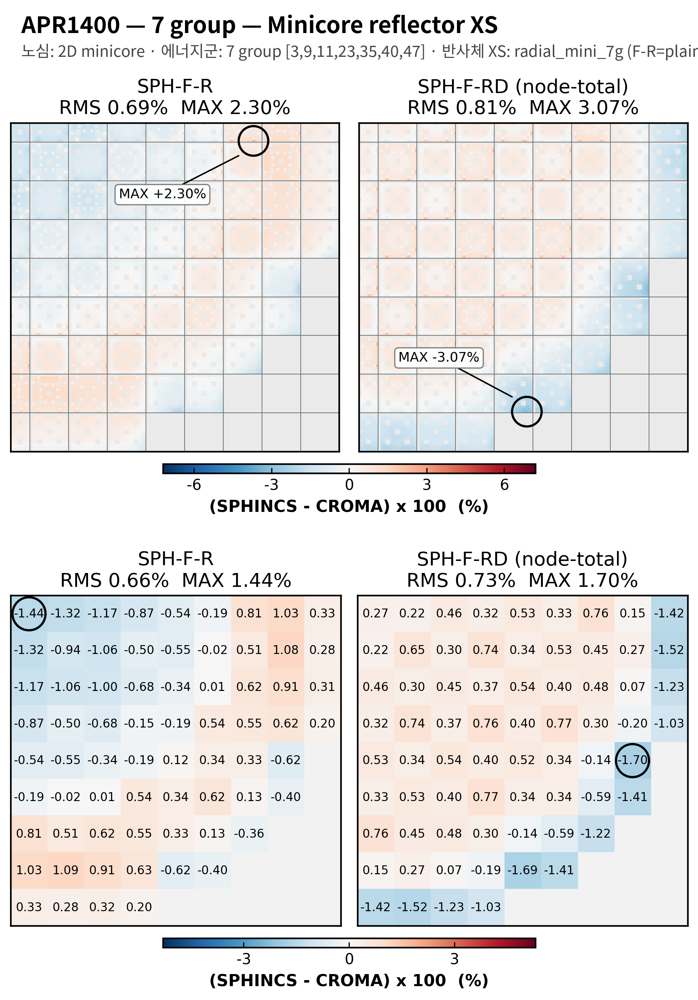 APR1400 — 7 group — Minicore reflector XS
노심: 2D minicore · 에너지군: 7 group [3,9,11,23,35,40,47] · 반사체 XS: radial_mini_7g (F-R=plain
SPH-F-R
RMS 0.69% MAX 2.30%
SPH-F-RD (node-total)
RMS 0.81% MAX 3.07%
MAX +2.30%
MAX -3.07%
-6 -3 0 3 6
(SPHINCS - CROMA) x 100 (%)
SPH-F-R
RMS 0.66% MAX 1.44%
-1.44 -1.32 -1.17 -0.87 -0.54 -0.19 0.81 1.03 0.33
-1.32 -0.94 -1.06 -0.50 -0.55 -0.02 0.51 1.08 0.28
-1.17 -1.06 -1.00 -0.68 -0.34 0.01 0.62 0.91 0.31
-0.87 -0.50 -0.68 -0.15 -0.19 0.54 0.55 0.62 0.20
-0.54 -0.55 -0.34 -0.19 0.12 0.34 0.33 -0.62
-0.19 -0.02 0.01 0.54 0.34 0.62 0.13 -0.40
0.81 0.51 0.62 0.55 0.33 0.13 -0.36
1.03 1.09 0.91 0.63 -0.62 -0.40
0.33 0.28 0.32 0.20
SPH-F-RD (node-total)
RMS 0.73% MAX 1.70%
0.27 0.22 0.46 0.32 0.53 0.33 0.76 0.15 -1.42
0.22 0.65 0.30 0.74 0.34 0.53 0.45 0.27 -1.52
0.46 0.30 0.45 0.37 0.54 0.40 0.48 0.07 -1.23
0.32 0.74 0.37 0.76 0.40 0.77 0.30 -0.20 -1.03
0.53 0.34 0.54 0.40 0.52 0.34 -0.14 -1.70
0.33 0.53 0.40 0.77 0.34 0.34 -0.59 -1.41
0.76 0.45 0.48 0.30 -0.14 -0.59 -1.22
0.15 0.27 0.07 -0.19 -1.69 -1.41
-1.42 -1.52 -1.23 -1.03
-3 0 3
(SPHINCS - CROMA) x 100 (%)